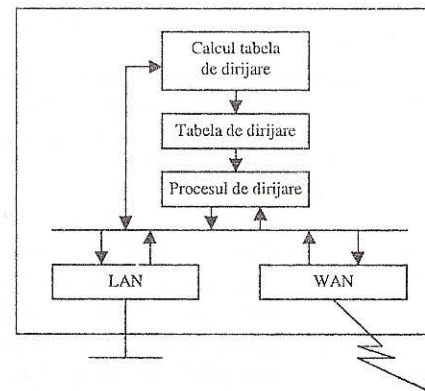 Calcul tabela
de dirijare
Tabela de dirijare
Procesul de dirijare
LAN
WAN